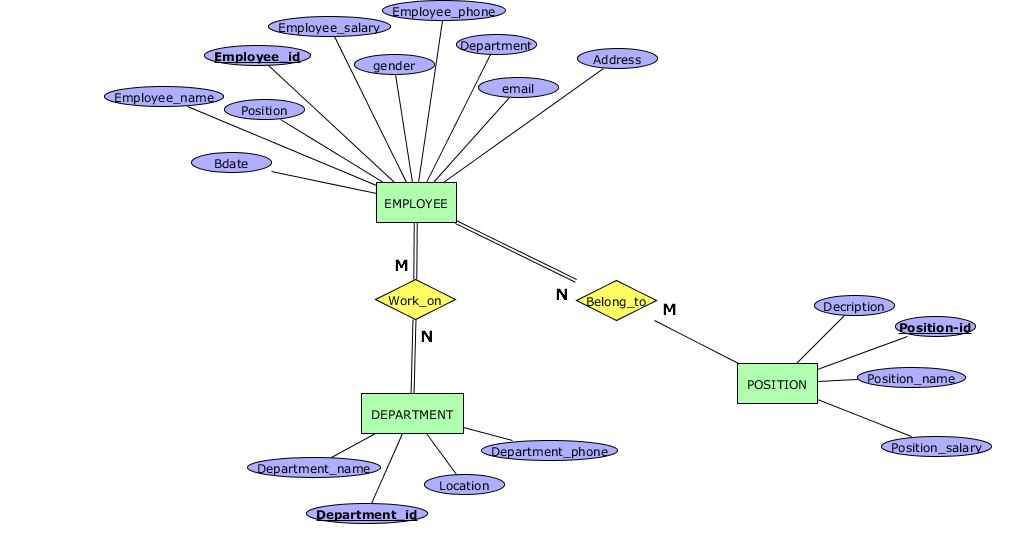 Employee_phone
Employee_salary
Department
Employee_id
gender
Address
email
Employee_name
Position
Bdate
EMPLOYEE
M
N
Belong_to
M
Work_on
N
Decription
Position-id
Position_name
POSITION
Position_salary
DEPARTMENT
Department_phone
Department_name
Location
Department_id